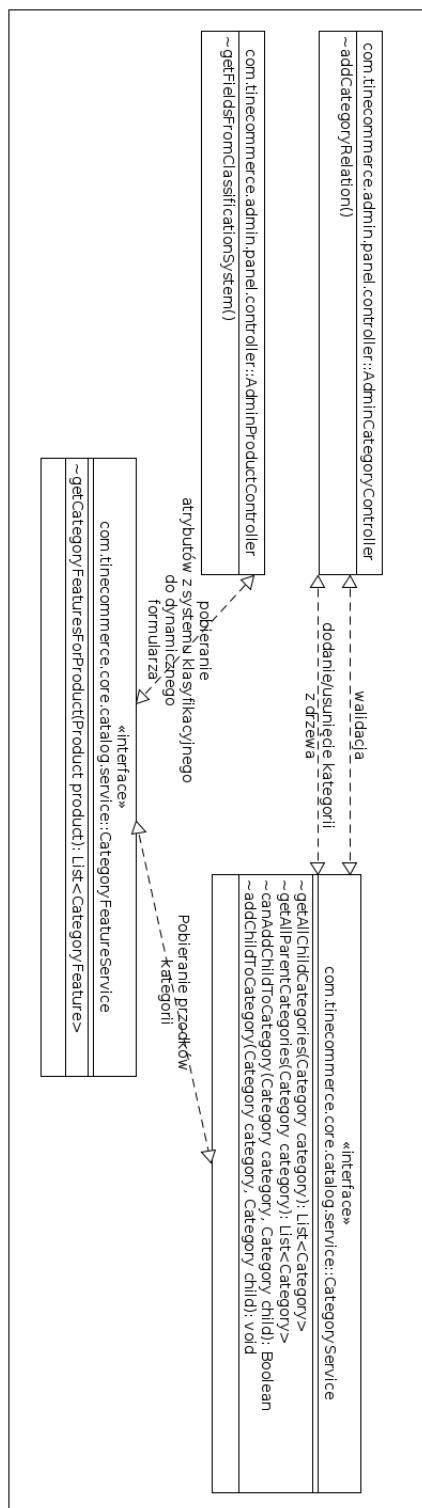 com.tinecommerce.admin.panel.controller::AdminCategoryController
~addCategoryRelation()
com.tinecommerce.admin.panel.controller::AdminProductController
~getFieldsFromClassificationSystem()
walidacja
dodanie/usunięcie kategorii
z drzewa
«interface»
com.tinecommerce.core.catalog.service::CategoryService
~getAllChildCategories(Category category): List<Category>
~getAllParentCategories(Category category): List<Category>
~canAddChildToCategory(Category category, Category child): Boolean
~addChildToCategory(Category category, Category child): void
pobieranie
atrybutów z systemu klasyfikacyjnego
do dynamicznego
formularza
Pobieranie przodków
kategorii
«interface»
com.tinecommerce.core.catalog.service::CategoryFeatureService
~getCategoryFeaturesForProduct(Product product): List<CategoryFeature>